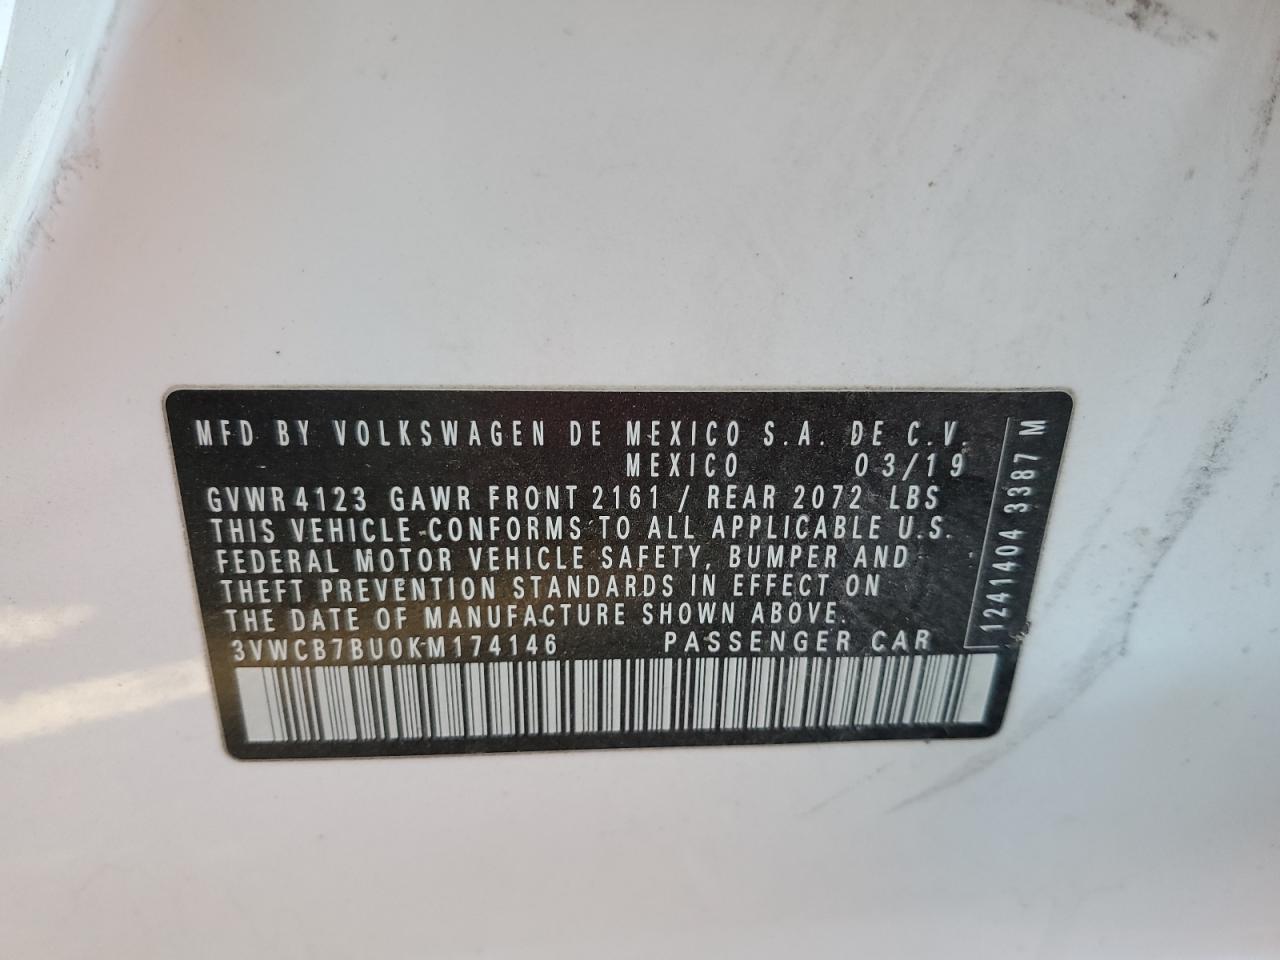 MFD BY VOLKSWAGEN DE MEXICO S.A. DE C.V.
MEXICO 03/19
GVWR 4123 GAWR FRONT 2161 / REAR 2072 LBS
THIS VEHICLE CONFORMS TO ALL APPLICABLE U.S.
FEDERAL MOTOR VEHICLE SAFETY, BUMPER AND
THEFT PREVENTION STANDARDS IN EFFECT ON
THE DATE OF MANUFACTURE SHOWN ABOVE.
3VWCB7BU0KM174146 PASSENGER CAR
1241404 3387 M